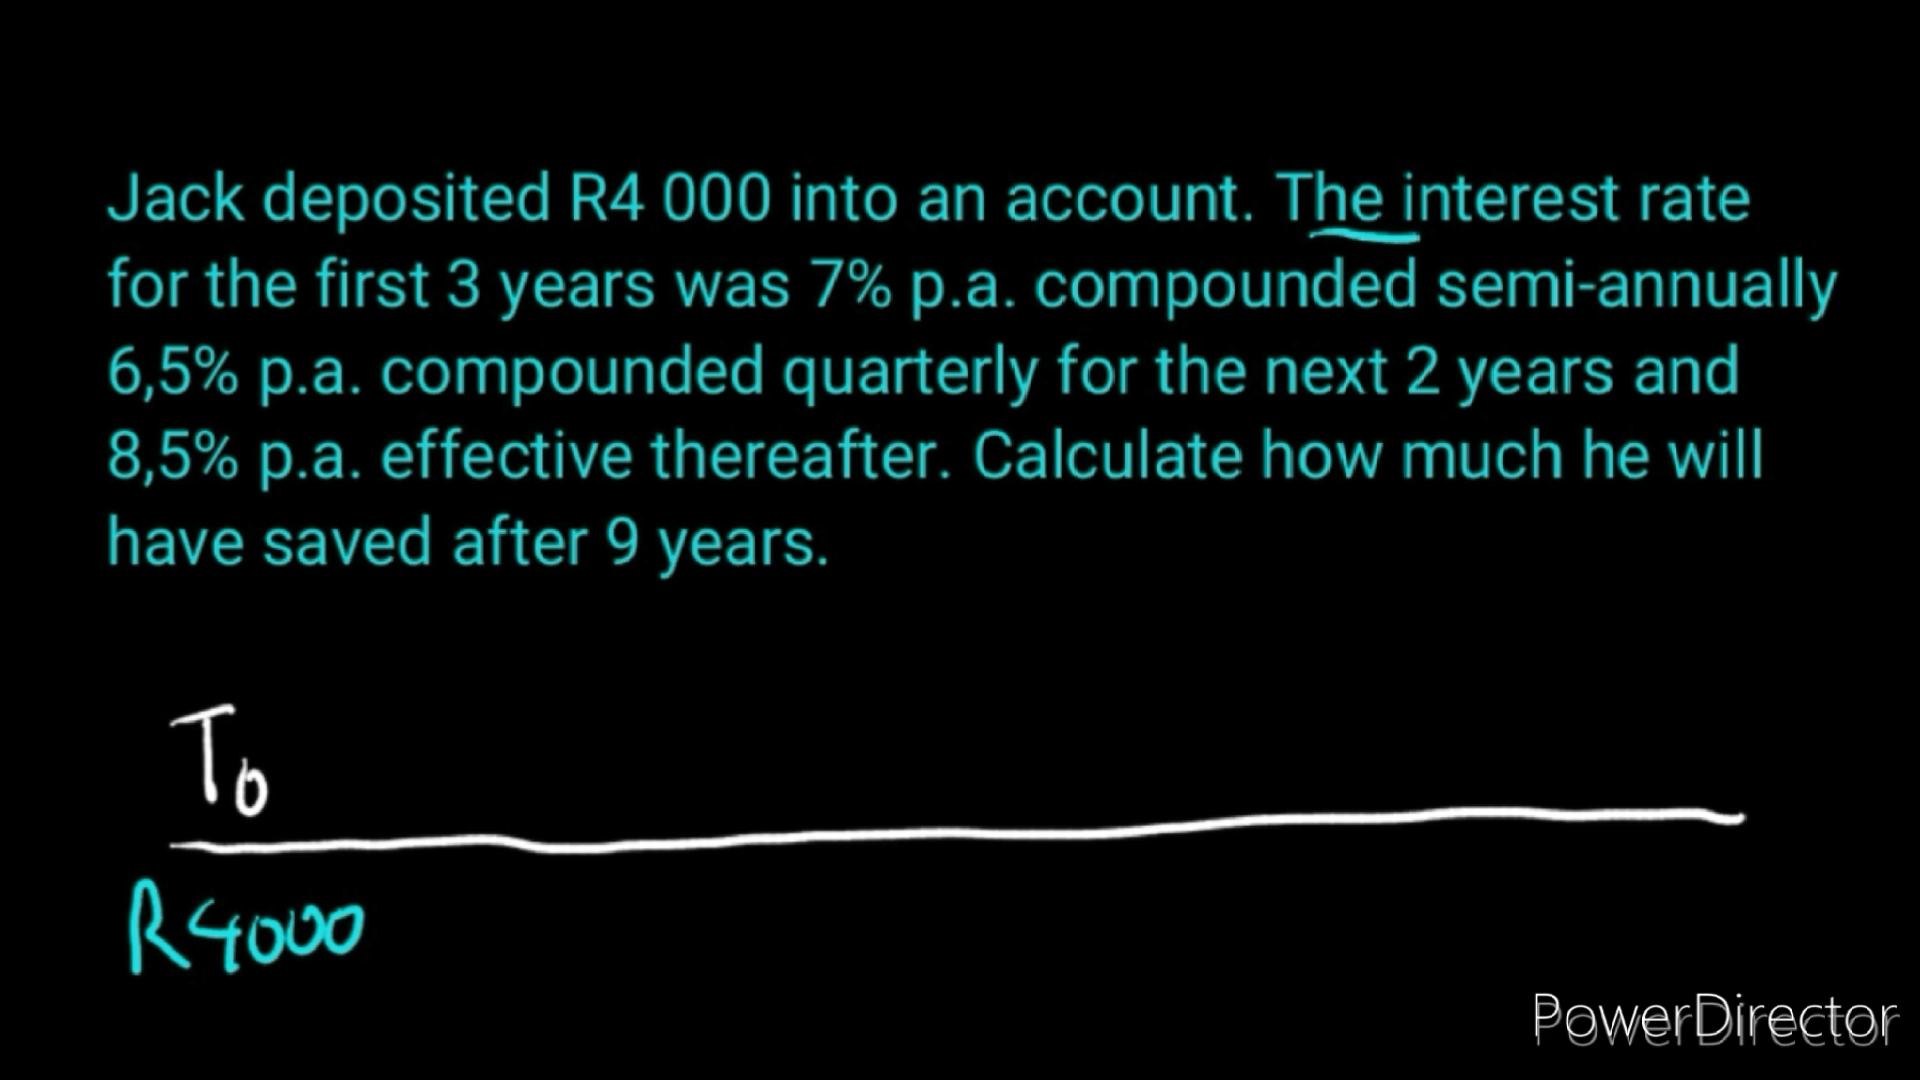 Jack deposited R4 000 into an account. The interest rate
for the first 3 years was 7% p.a. compounded semi-annually
6,5% p.a. compounded quarterly for the next 2 years and
8,5% p.a. effective thereafter. Calculate how much he will
have saved after 9 years.
T0
R4000
PowerDirector